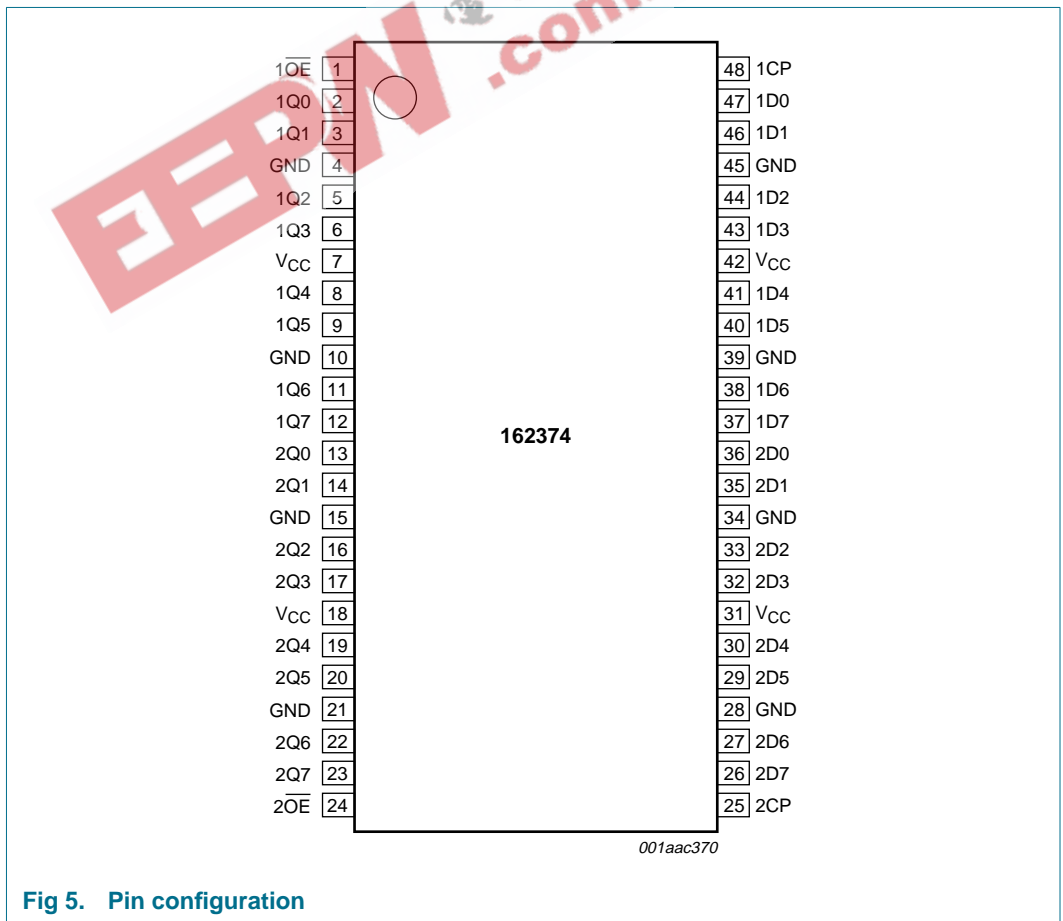 EEPW
.com
1O̅E̅ 1
1Q0 2
1Q1 3
GND 4
1Q2 5
1Q3 6
VCC 7
1Q4 8
1Q5 9
GND 10
1Q6 11
1Q7 12
2Q0 13
2Q1 14
GND 15
2Q2 16
2Q3 17
VCC 18
2Q4 19
2Q5 20
GND 21
2Q6 22
2Q7 23
2O̅E̅ 24
162374
48 1CP
47 1D0
46 1D1
45 GND
44 1D2
43 1D3
42 VCC
41 1D4
40 1D5
39 GND
38 1D6
37 1D7
36 2D0
35 2D1
34 GND
33 2D2
32 2D3
31 VCC
30 2D4
29 2D5
28 GND
27 2D6
26 2D7
25 2CP
001aac370
Fig 5. Pin configuration